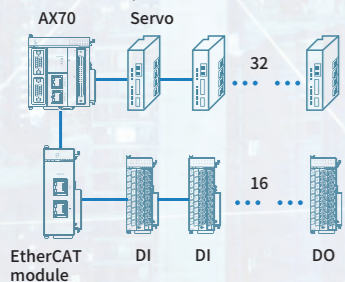 AX70 Servo
32
16
EtherCAT DI DI DO
module